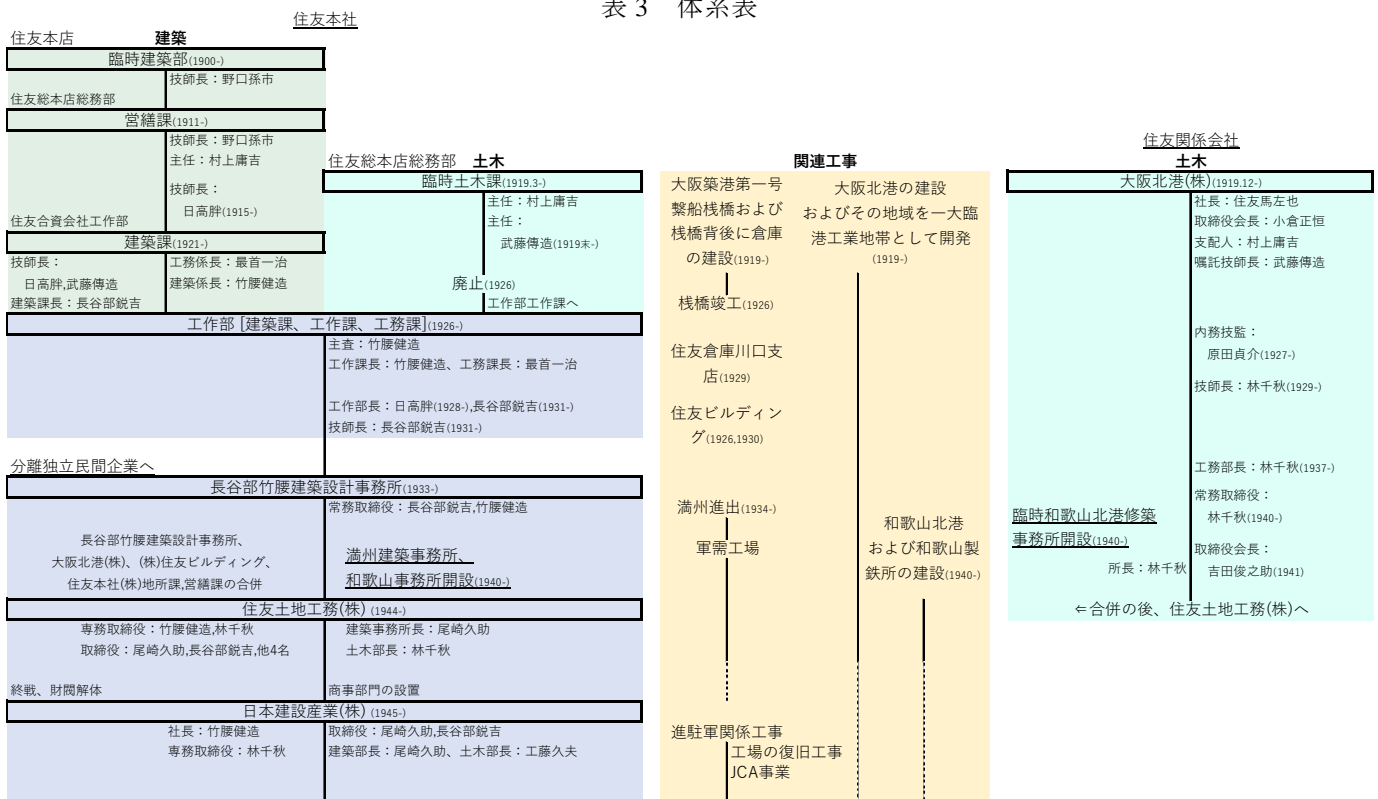 表3 体系表
住友本社
住友本店 建築
臨時建築部(1900-)
技師長：野口孫市
住友総本店総務部
営繕課(1911-)
技師長：野口孫市
主任：村上庸吉
技師長：
日高胖(1915-)
住友合資会社工作部
建築課(1921-)
技師長：
日高胖,武藤傳造
建築課長：長谷部鋭吉
工務係長：最首一治
建築係長：竹腰健造
住友総本店総務部 土木
臨時土木課(1919.3-)
主任：村上庸吉
主任：
武藤傳造(1919末-)
廃止(1926)
工作部工作課へ
工作部 [建築課、工作課、工務課](1926-)
主査：竹腰健造
工作課長：竹腰健造、工務課長：最首一治
工作部長：日高胖(1928-),長谷部鋭吉(1931-)
技師長：長谷部鋭吉(1931-)
分離独立民間企業へ
長谷部竹腰建築設計事務所(1933-)
常務取締役：長谷部鋭吉,竹腰健造
長谷部竹腰建築設計事務所、
大阪北港(株)、(株)住友ビルディング、
住友本社(株)地所課,営繕課の合併
満州建築事務所、
和歌山事務所開設(1940-)
住友土地工務(株) (1944-)
専務取締役：竹腰健造,林千秋
取締役：尾崎久助,長谷部鋭吉,他4名
建築事務所長：尾崎久助
土木部長：林千秋
終戦、財閥解体
商事部門の設置
日本建設産業(株) (1945-)
社長：竹腰健造
専務取締役：林千秋
取締役：尾崎久助,長谷部鋭吉
建築部長：尾崎久助、土木部長：工藤久夫
関連工事
大阪築港第一号
繋船桟橋および
桟橋背後に倉庫
の建設(1919-)
桟橋竣工(1926)
住友倉庫川口支
店(1929)
住友ビルディン
グ(1926,1930)
満州進出(1934-)
軍需工場
進駐軍関係工事
工場の復旧工事
JCA事業
大阪北港の建設
およびその地域を一大臨
港工業地帯として開発
(1919-)
和歌山北港
および和歌山製
鉄所の建設(1940-)
住友関係会社
土木
大阪北港(株)(1919.12-)
社長：住友馬左也
取締役会長：小倉正恒
支配人：村上庸吉
嘱託技師長：武藤傳造
内務技監：
原田貞介(1927-)
技師長：林千秋(1929-)
工務部長：林千秋(1937-)
常務取締役：
林千秋(1940-)
臨時和歌山北港修築
事務所開設(1940-)
所長：林千秋
取締役会長：
吉田俊之助(1941)
⇐合併の後、住友土地工務(株)へ